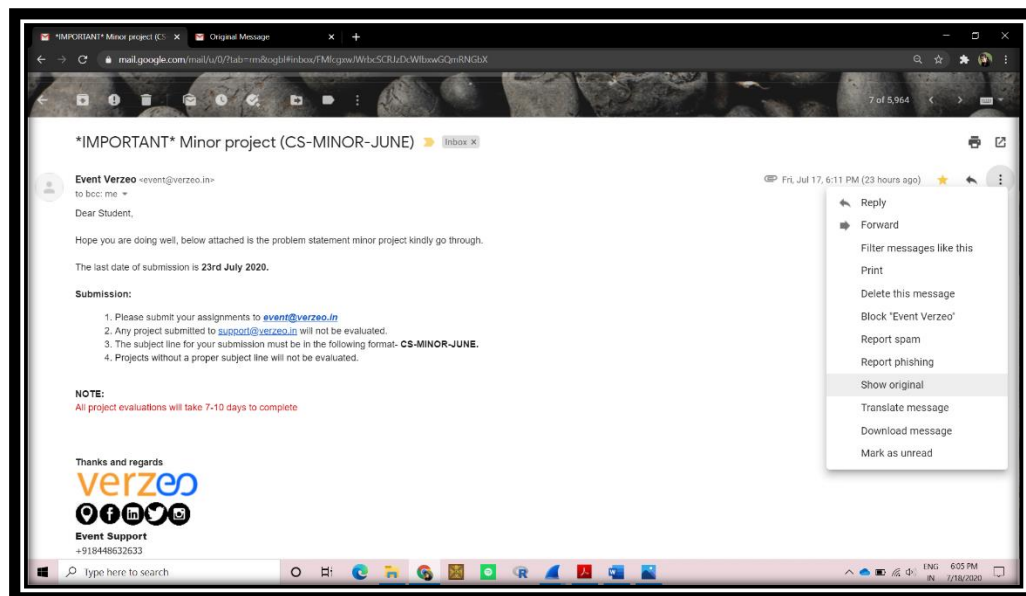 *IMPORTANT* Minor project (CS- Original Message
mail.google.com/mail/u/0/?tab=rm&ogbl#inbox/FMfcgxwJWrbcSCRJzDcWlbxwGQmRNGbX
7 of 5,964
*IMPORTANT* Minor project (CS-MINOR-JUNE) Inbox x
Event Verzeo <event@verzeo.in> Fri, Jul 17, 6:11 PM (23 hours ago)
to bcc: me
Dear Student,
Hope you are doing well, below attached is the problem statement minor project kindly go through.
The last date of submission is 23rd July 2020.
Submission:
1. Please submit your assignments to event@verzeo.in
2. Any project submitted to support@verzeo.in will not be evaluated.
3. The subject line for your submission must be in the following format- CS-MINOR-JUNE.
4. Projects without a proper subject line will not be evaluated.
NOTE:
All project evaluations will take 7-10 days to complete
Thanks and regards
verzeo
Event Support
+918448632633
Reply
Forward
Filter messages like this
Print
Delete this message
Block "Event Verzeo"
Report spam
Report phishing
Show original
Translate message
Download message
Mark as unread
Type here to search
ENG 6:05 PM
IN 7/18/2020